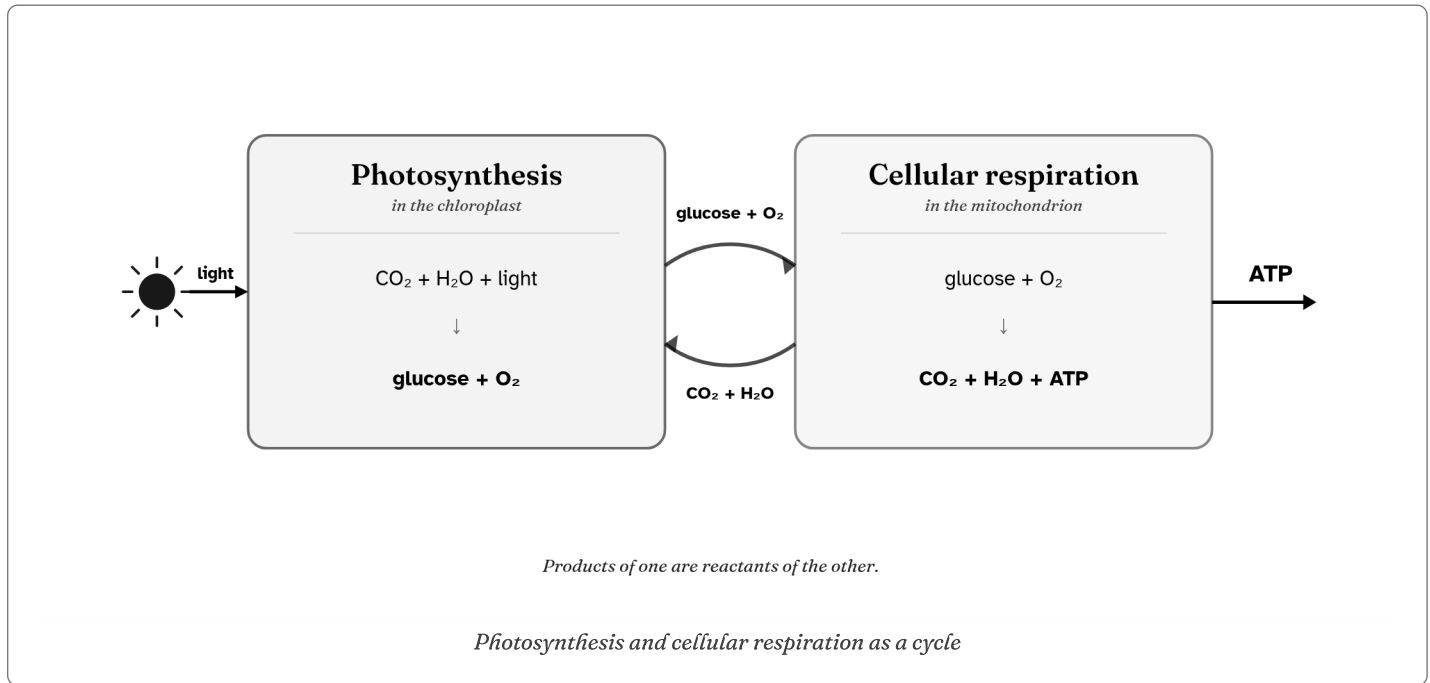 Photosynthesis
in the chloroplast
CO₂ + H₂O + light
↓
glucose + O₂
light
glucose + O₂
CO₂ + H₂O
Cellular respiration
in the mitochondrion
glucose + O₂
↓
CO₂ + H₂O + ATP
ATP
Products of one are reactants of the other.
Photosynthesis and cellular respiration as a cycle